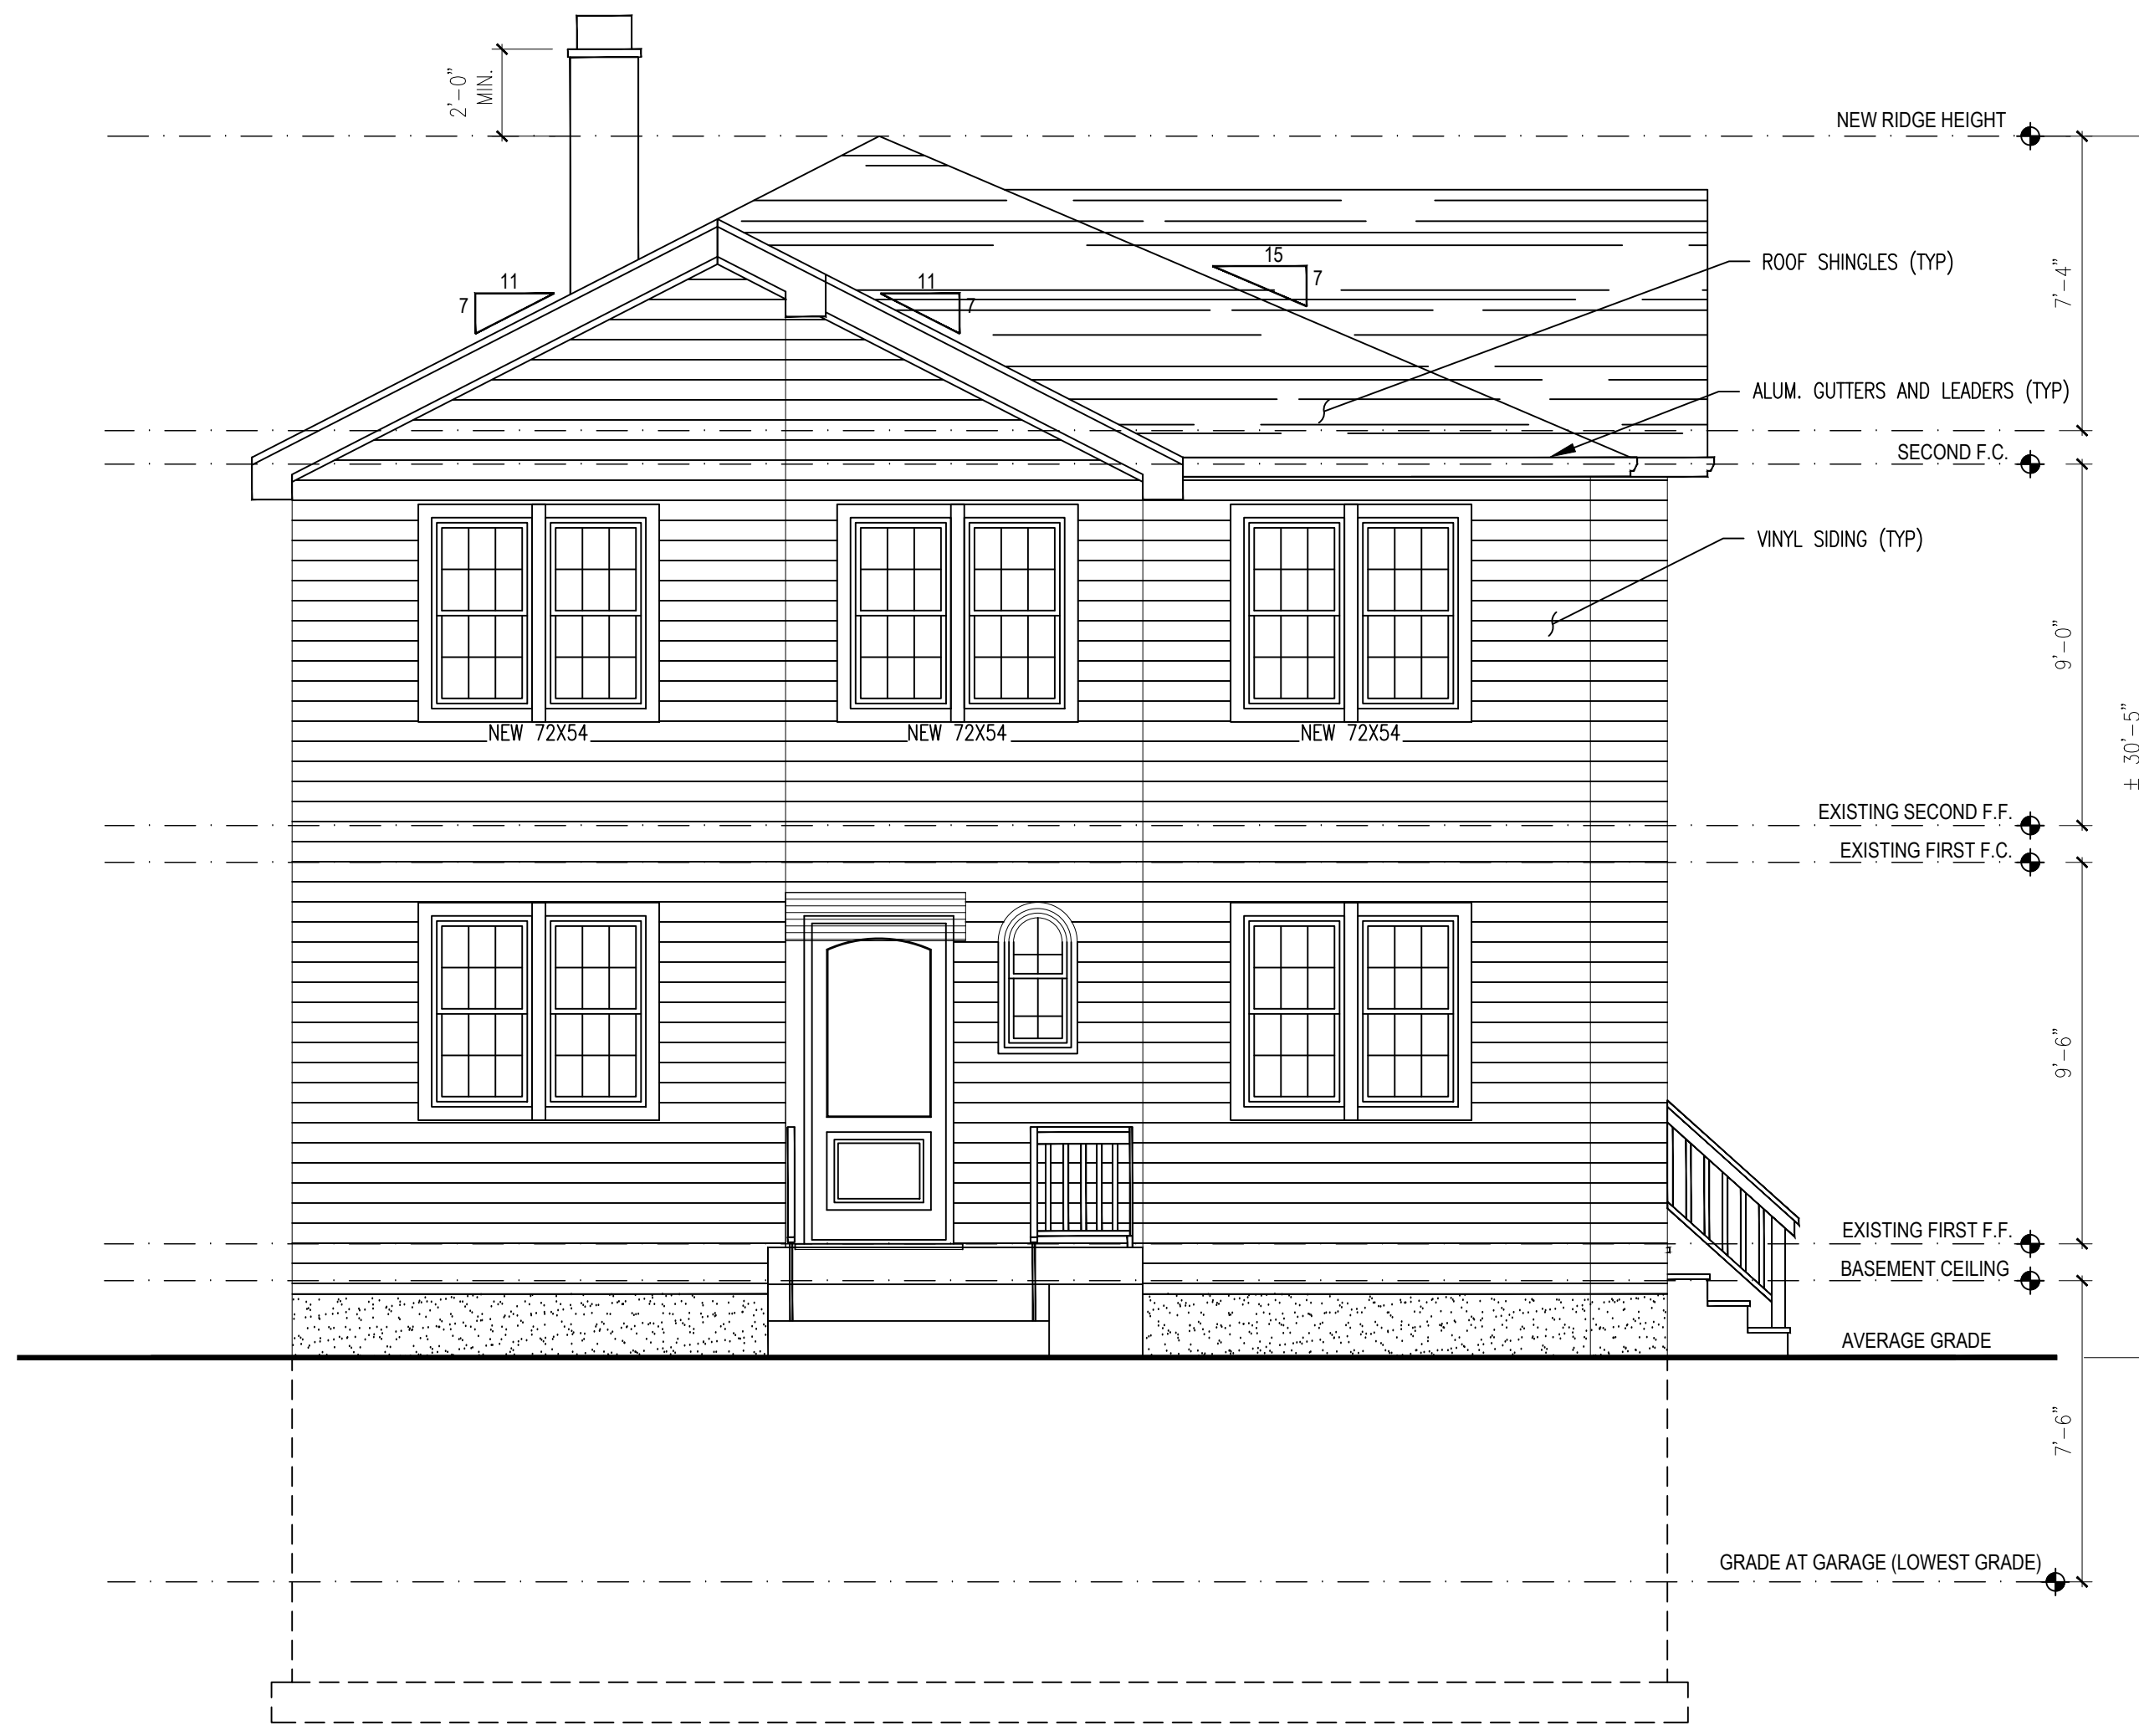 2'-0"
MIN.
NEW RIDGE HEIGHT
15
7
ROOF SHINGLES (TYP)
11
7
11
7
7'-4"
ALUM. GUTTERS AND LEADERS (TYP)
SECOND F.C.
VINYL SIDING (TYP)
9'-0"
NEW 72X54
NEW 72X54
NEW 72X54
± 30'-5"
EXISTING SECOND F.F.
EXISTING FIRST F.C.
9'-6"
EXISTING FIRST F.F.
BASEMENT CEILING
AVERAGE GRADE
7'-6"
GRADE AT GARAGE (LOWEST GRADE)